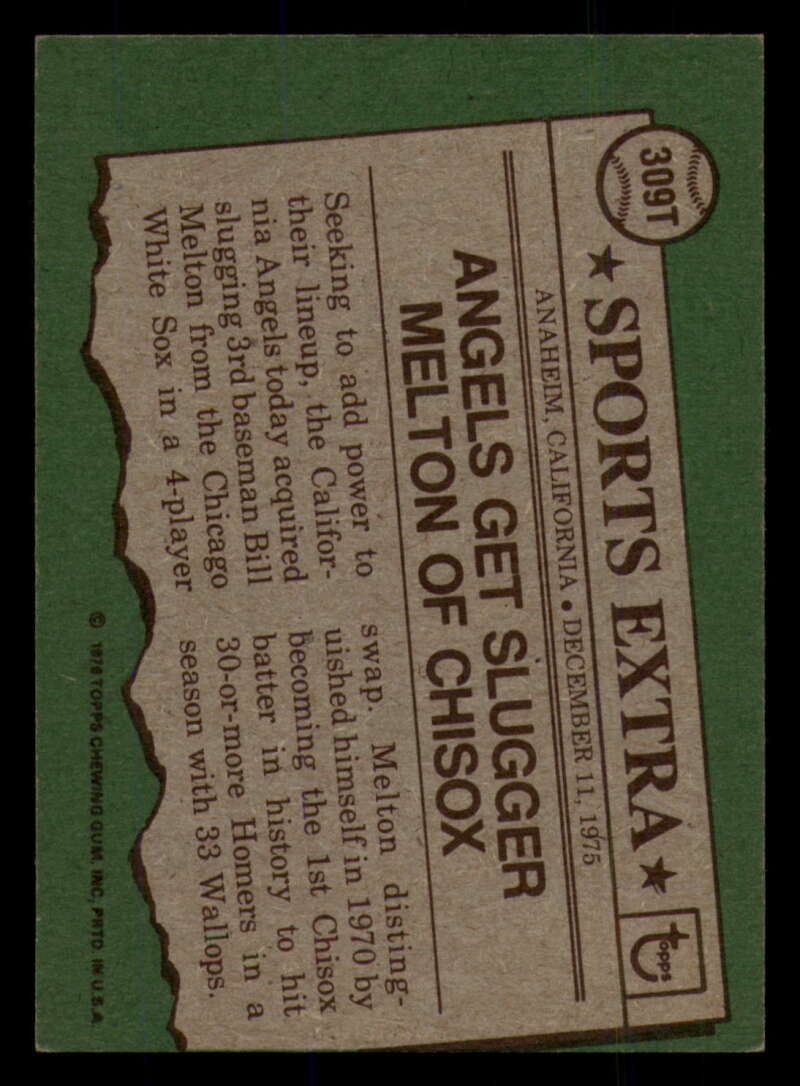 309T
★ SPORTS EXTRA ★
topps
ANAHEIM, CALIFORNIA • DECEMBER 11, 1975
ANGELS GET SLUGGER
MELTON OF CHISOX
Seeking to add power to
their lineup, the Califor-
nia Angels today acquired
slugging 3rd baseman Bill
Melton from the Chicago
White Sox in a 4-player
swap. Melton disting-
uished himself in 1970 by
becoming the 1st Chisox
batter in history to hit
30-or-more Homers in a
season with 33 Wallops.
© 1976 TOPPS CHEWING GUM, INC. PRTD. IN U.S.A.